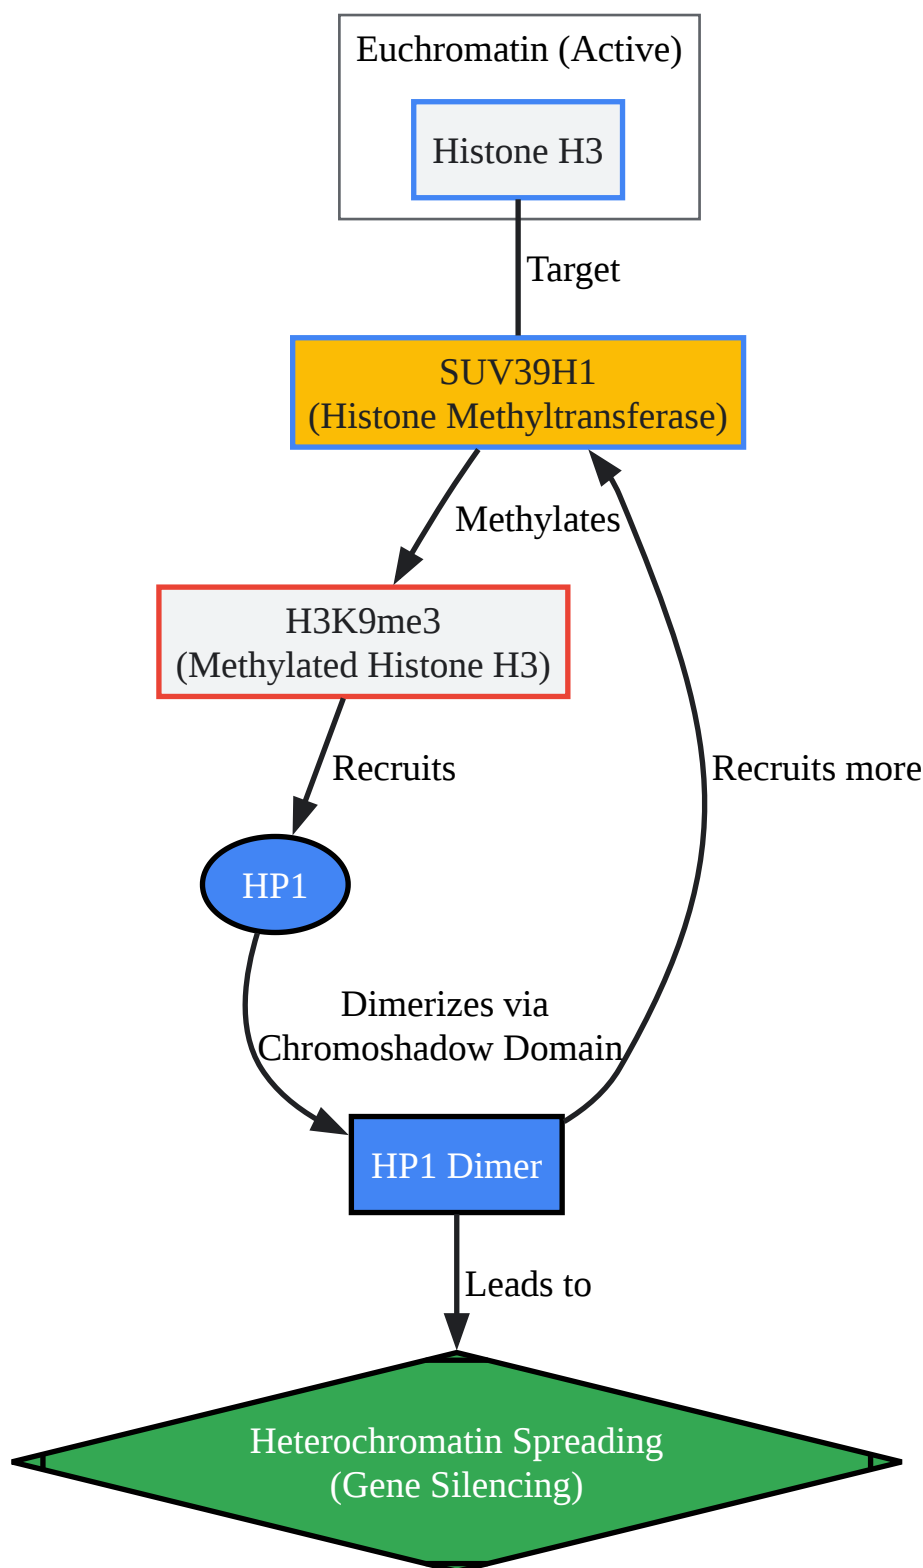 Euchromatin (Active)
Histone H3
Target
SUV39H1
(Histone Methyltransferase)
Methylates
H3K9me3
(Methylated Histone H3)
Recruits
Recruits more
HP1
Dimerizes via
Chromoshadow Domain
HP1 Dimer
Leads to
Heterochromatin Spreading
(Gene Silencing)